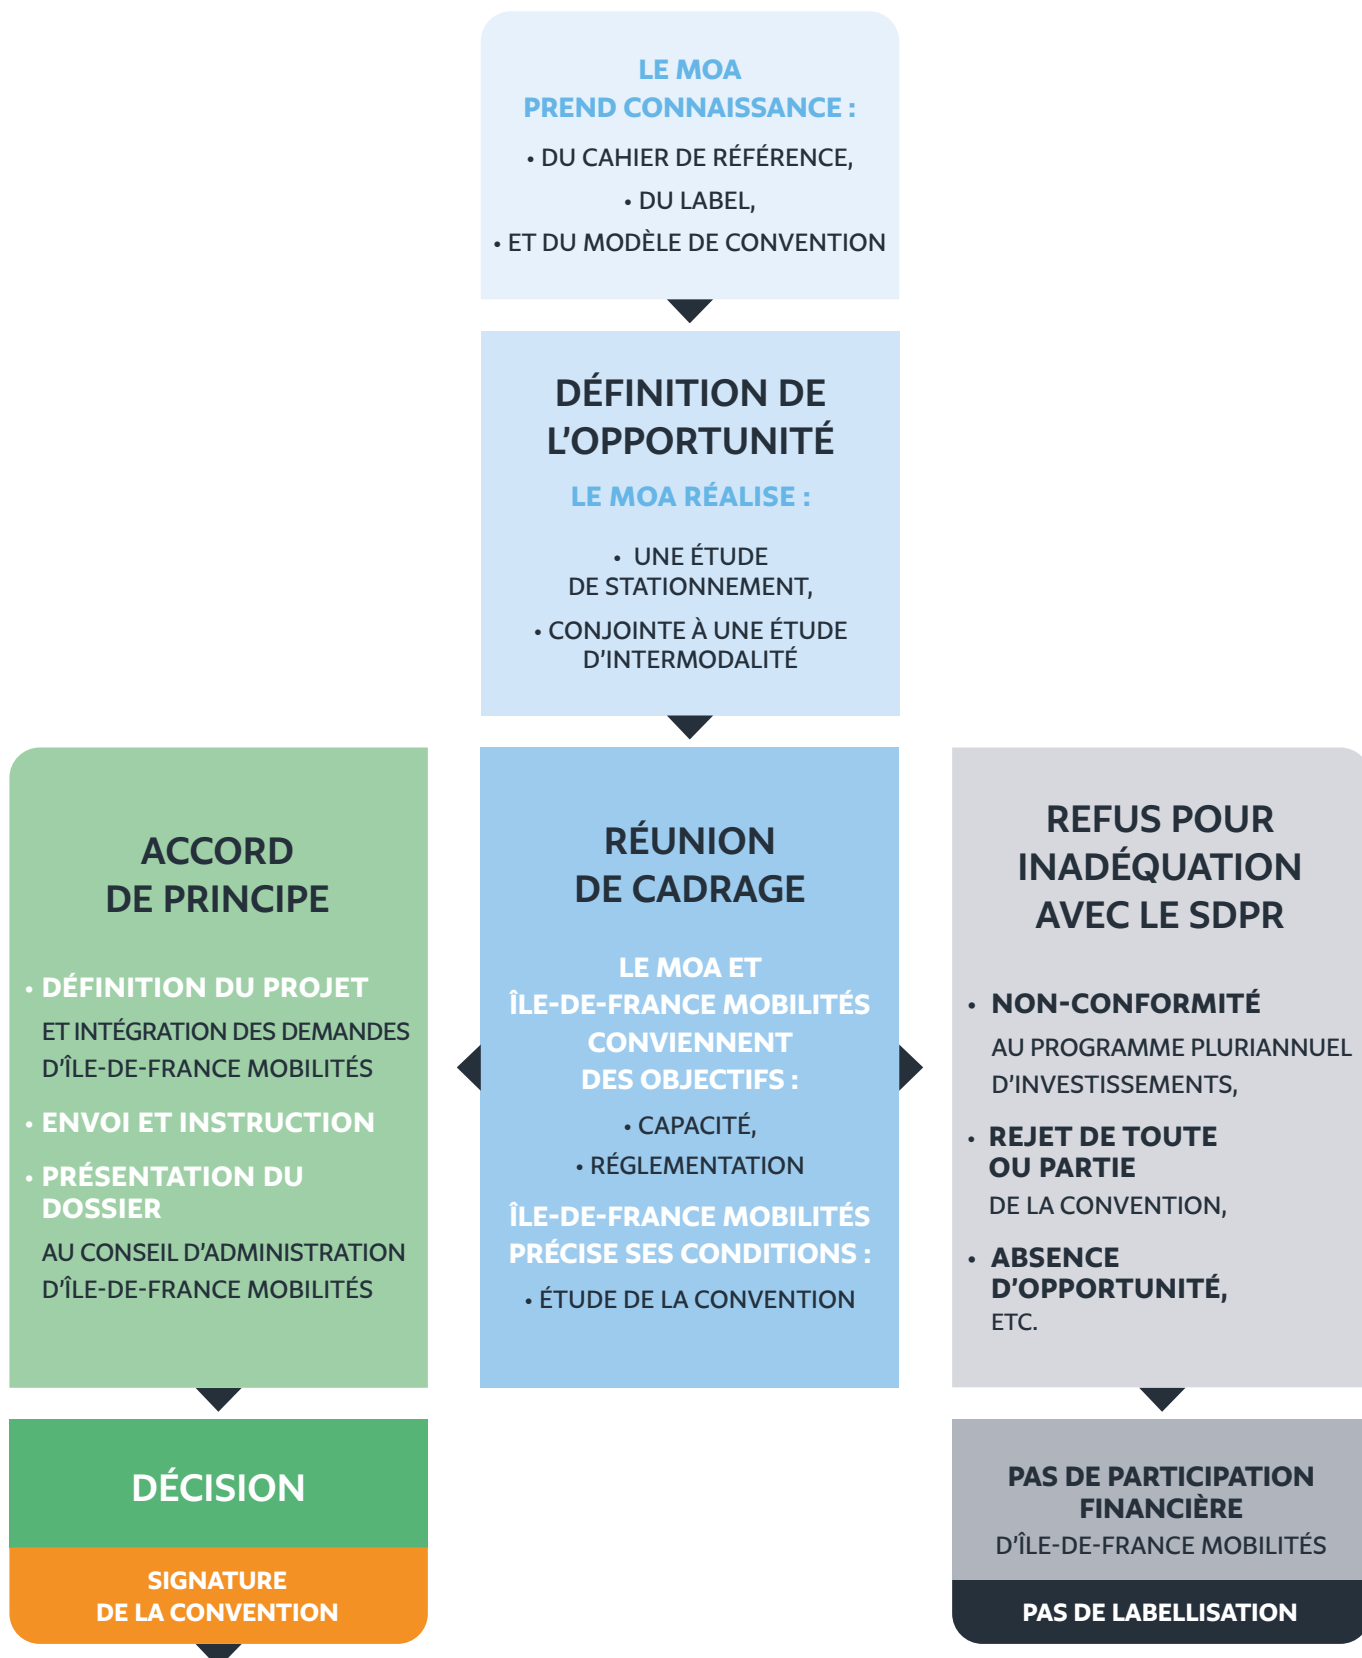 LE MOA
PREND CONNAISSANCE :
• DU CAHIER DE RÉFÉRENCE,
• DU LABEL,
• ET DU MODÈLE DE CONVENTION
DÉFINITION DE
L’OPPORTUNITÉ
LE MOA RÉALISE :
• UNE ÉTUDE
DE STATIONNEMENT,
• CONJOINTE À UNE ÉTUDE
D’INTERMODALITÉ
ACCORD
DE PRINCIPE
• DÉFINITION DU PROJET
ET INTÉGRATION DES DEMANDES
D’ÎLE-DE-FRANCE MOBILITÉS
• ENVOI ET INSTRUCTION
• PRÉSENTATION DU
DOSSIER
AU CONSEIL D’ADMINISTRATION
D’ÎLE-DE-FRANCE MOBILITÉS
RÉUNION
DE CADRAGE
LE MOA ET
ÎLE-DE-FRANCE MOBILITÉS
CONVIENNENT
DES OBJECTIFS :
• CAPACITÉ,
• RÉGLEMENTATION
ÎLE-DE-FRANCE MOBILITÉS
PRÉCISE SES CONDITIONS :
• ÉTUDE DE LA CONVENTION
REFUS POUR
INADÉQUATION
AVEC LE SDPR
• NON-CONFORMITÉ
AU PROGRAMME PLURIANNUEL
D’INVESTISSEMENTS,
• REJET DE TOUTE
OU PARTIE
DE LA CONVENTION,
• ABSENCE
D’OPPORTUNITÉ,
ETC.
DÉCISION
SIGNATURE
DE LA CONVENTION
PAS DE PARTICIPATION
FINANCIÈRE
D’ÎLE-DE-FRANCE MOBILITÉS
PAS DE LABELLISATION